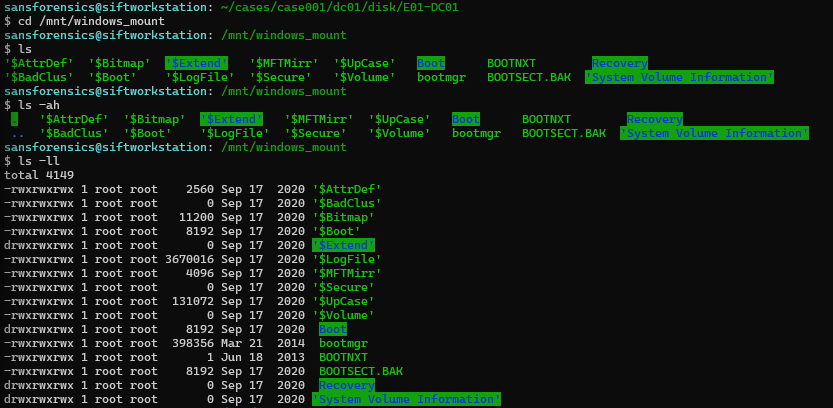 sansforensics@siftworkstation: ~/cases/case001/dc01/disk/E01-DC01
$ cd /mnt/windows_mount
sansforensics@siftworkstation: /mnt/windows_mount
$ ls
'$AttrDef' '$Bitmap' '$Extend' '$MFTMirr' '$UpCase' Boot BOOTNXT Recovery
'$BadClus' '$Boot' '$LogFile' '$Secure' '$Volume' bootmgr BOOTSECT.BAK 'System Volume Information'
sansforensics@siftworkstation: /mnt/windows_mount
$ ls -ah
. '$AttrDef' '$Bitmap' '$Extend' '$MFTMirr' '$UpCase' Boot BOOTNXT Recovery
.. '$BadClus' '$Boot' '$LogFile' '$Secure' '$Volume' bootmgr BOOTSECT.BAK 'System Volume Information'
sansforensics@siftworkstation: /mnt/windows_mount
$ ls -ll
total 4149
-rwxrwxrwx 1 root root 2560 Sep 17 2020 '$AttrDef'
-rwxrwxrwx 1 root root 0 Sep 17 2020 '$BadClus'
-rwxrwxrwx 1 root root 11200 Sep 17 2020 '$Bitmap'
-rwxrwxrwx 1 root root 8192 Sep 17 2020 '$Boot'
drwxrwxrwx 1 root root 0 Sep 17 2020 '$Extend'
-rwxrwxrwx 1 root root 3670016 Sep 17 2020 '$LogFile'
-rwxrwxrwx 1 root root 4096 Sep 17 2020 '$MFTMirr'
-rwxrwxrwx 1 root root 0 Sep 17 2020 '$Secure'
-rwxrwxrwx 1 root root 131072 Sep 17 2020 '$UpCase'
-rwxrwxrwx 1 root root 0 Sep 17 2020 '$Volume'
drwxrwxrwx 1 root root 8192 Sep 17 2020 Boot
-rwxrwxrwx 1 root root 398356 Mar 21 2014 bootmgr
-rwxrwxrwx 1 root root 1 Jun 18 2013 BOOTNXT
-rwxrwxrwx 1 root root 8192 Sep 17 2020 BOOTSECT.BAK
drwxrwxrwx 1 root root 0 Sep 17 2020 Recovery
drwxrwxrwx 1 root root 0 Sep 17 2020 'System Volume Information'